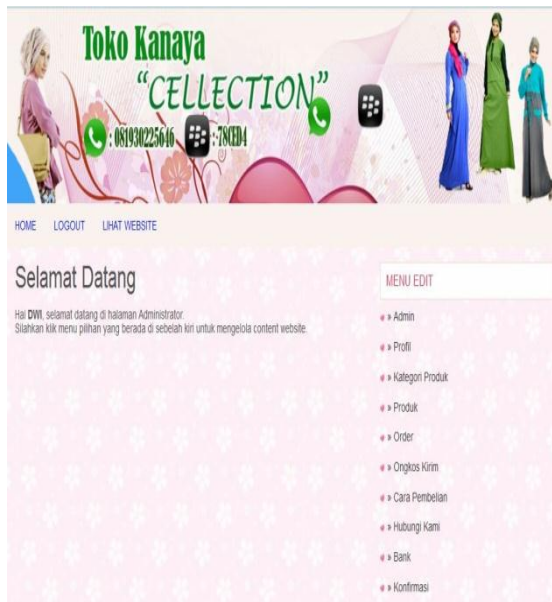 Toko Kanaya
“CELLECTION”
: 081930225646 : 78CED4
HOME LOGOUT LIHAT WEBSITE
Selamat Datang
Hai DWI, selamat datang di halaman Administrator.
Silahkan klik menu pilihan yang berada di sebelah kiri untuk mengelola content website.
MENU EDIT
» Admin
» Profil
» Kategori Produk
» Produk
» Order
» Ongkos Kirim
» Cara Pembelian
» Hubungi Kami
» Bank
» Konfirmasi